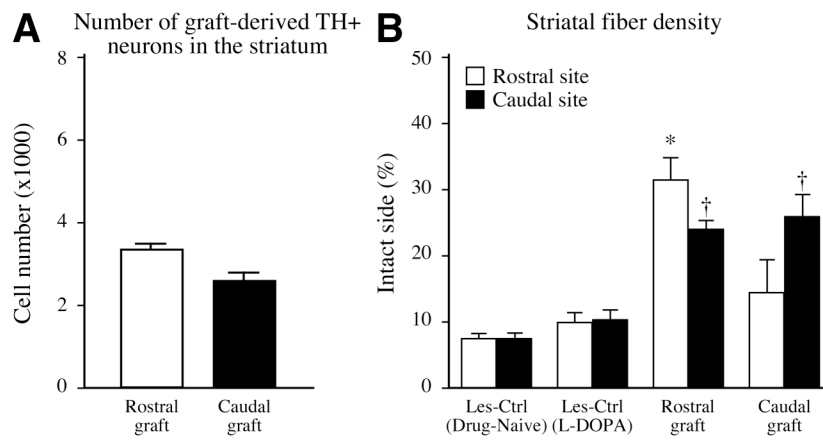 A
Number of graft-derived TH+
neurons in the striatum
Cell number (x1000)
8
6
4
2
0
Rostral
graft
Caudal
graft
B
Striatal fiber density
Intact side (%)
50
40
30
20
10
0
Rostral site
Caudal site
*
†
†
Les-Ctrl
(Drug-Naive)
Les-Ctrl
(L-DOPA)
Rostral
graft
Caudal
graft